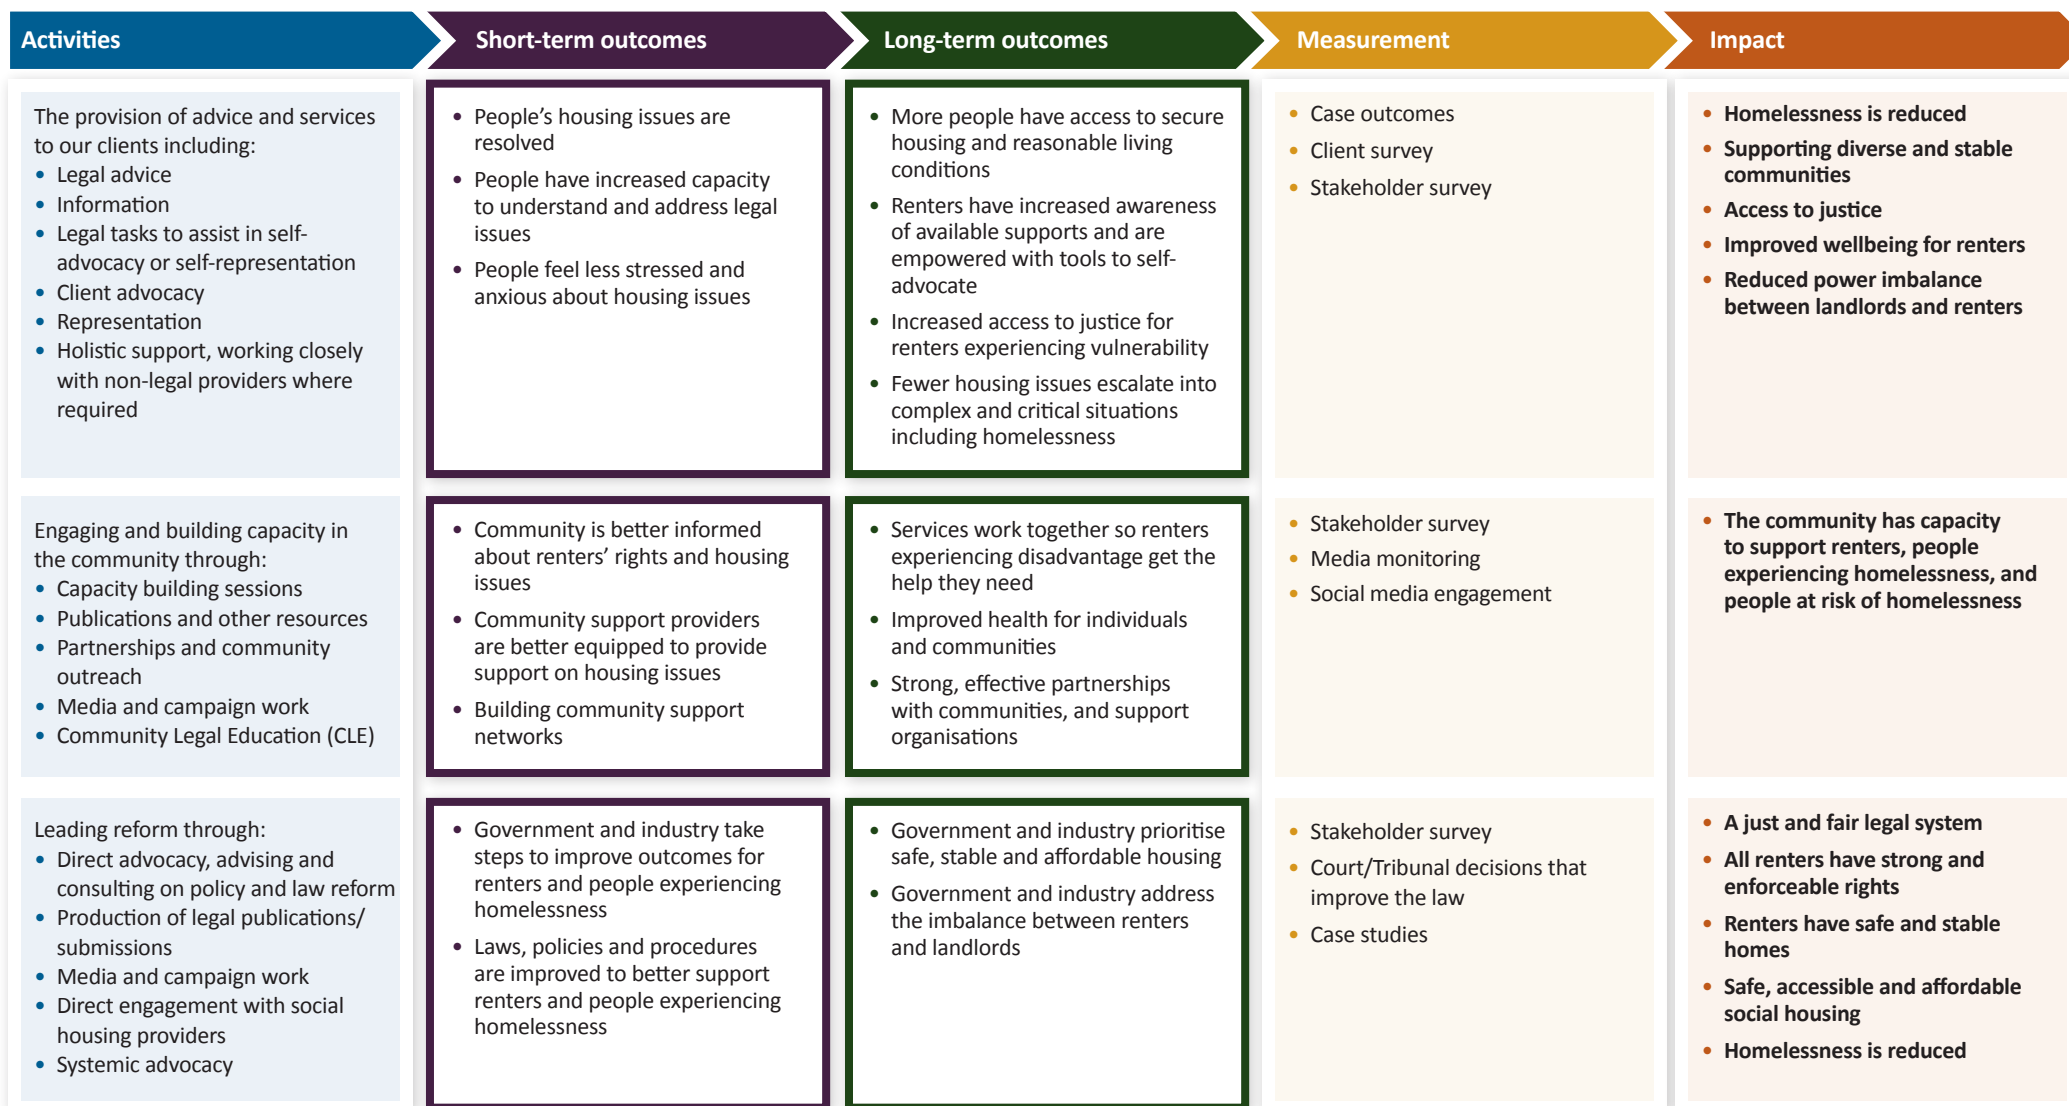 Activities
Short-term outcomes
Long-term outcomes
Measurement
Impact
The provision of advice and services
to our clients including:
• Legal advice
• Information
• Legal tasks to assist in self-
advocacy or self-representation
• Client advocacy
• Representation
• Holistic support, working closely
with non-legal providers where
required
• People’s housing issues are
resolved
• People have increased capacity
to understand and address legal
issues
• People feel less stressed and
anxious about housing issues
• More people have access to secure
housing and reasonable living
conditions
• Renters have increased awareness
of available supports and are
empowered with tools to self-
advocate
• Increased access to justice for
renters experiencing vulnerability
• Fewer housing issues escalate into
complex and critical situations
including homelessness
• Case outcomes
• Client survey
• Stakeholder survey
• Homelessness is reduced
• Supporting diverse and stable
communities
• Access to justice
• Improved wellbeing for renters
• Reduced power imbalance
between landlords and renters
Engaging and building capacity in
the community through:
• Capacity building sessions
• Publications and other resources
• Partnerships and community
outreach
• Media and campaign work
• Community Legal Education (CLE)
• Community is better informed
about renters’ rights and housing
issues
• Community support providers
are better equipped to provide
support on housing issues
• Building community support
networks
• Services work together so renters
experiencing disadvantage get the
help they need
• Improved health for individuals
and communities
• Strong, effective partnerships
with communities, and support
organisations
• Stakeholder survey
• Media monitoring
• Social media engagement
• The community has capacity
to support renters, people
experiencing homelessness, and
people at risk of homelessness
Leading reform through:
• Direct advocacy, advising and
consulting on policy and law reform
• Production of legal publications/
submissions
• Media and campaign work
• Direct engagement with social
housing providers
• Systemic advocacy
• Government and industry take
steps to improve outcomes for
renters and people experiencing
homelessness
• Laws, policies and procedures
are improved to better support
renters and people experiencing
homelessness
• Government and industry prioritise
safe, stable and affordable housing
• Government and industry address
the imbalance between renters
and landlords
• Stakeholder survey
• Court/Tribunal decisions that
improve the law
• Case studies
• A just and fair legal system
• All renters have strong and
enforceable rights
• Renters have safe and stable
homes
• Safe, accessible and affordable
social housing
• Homelessness is reduced